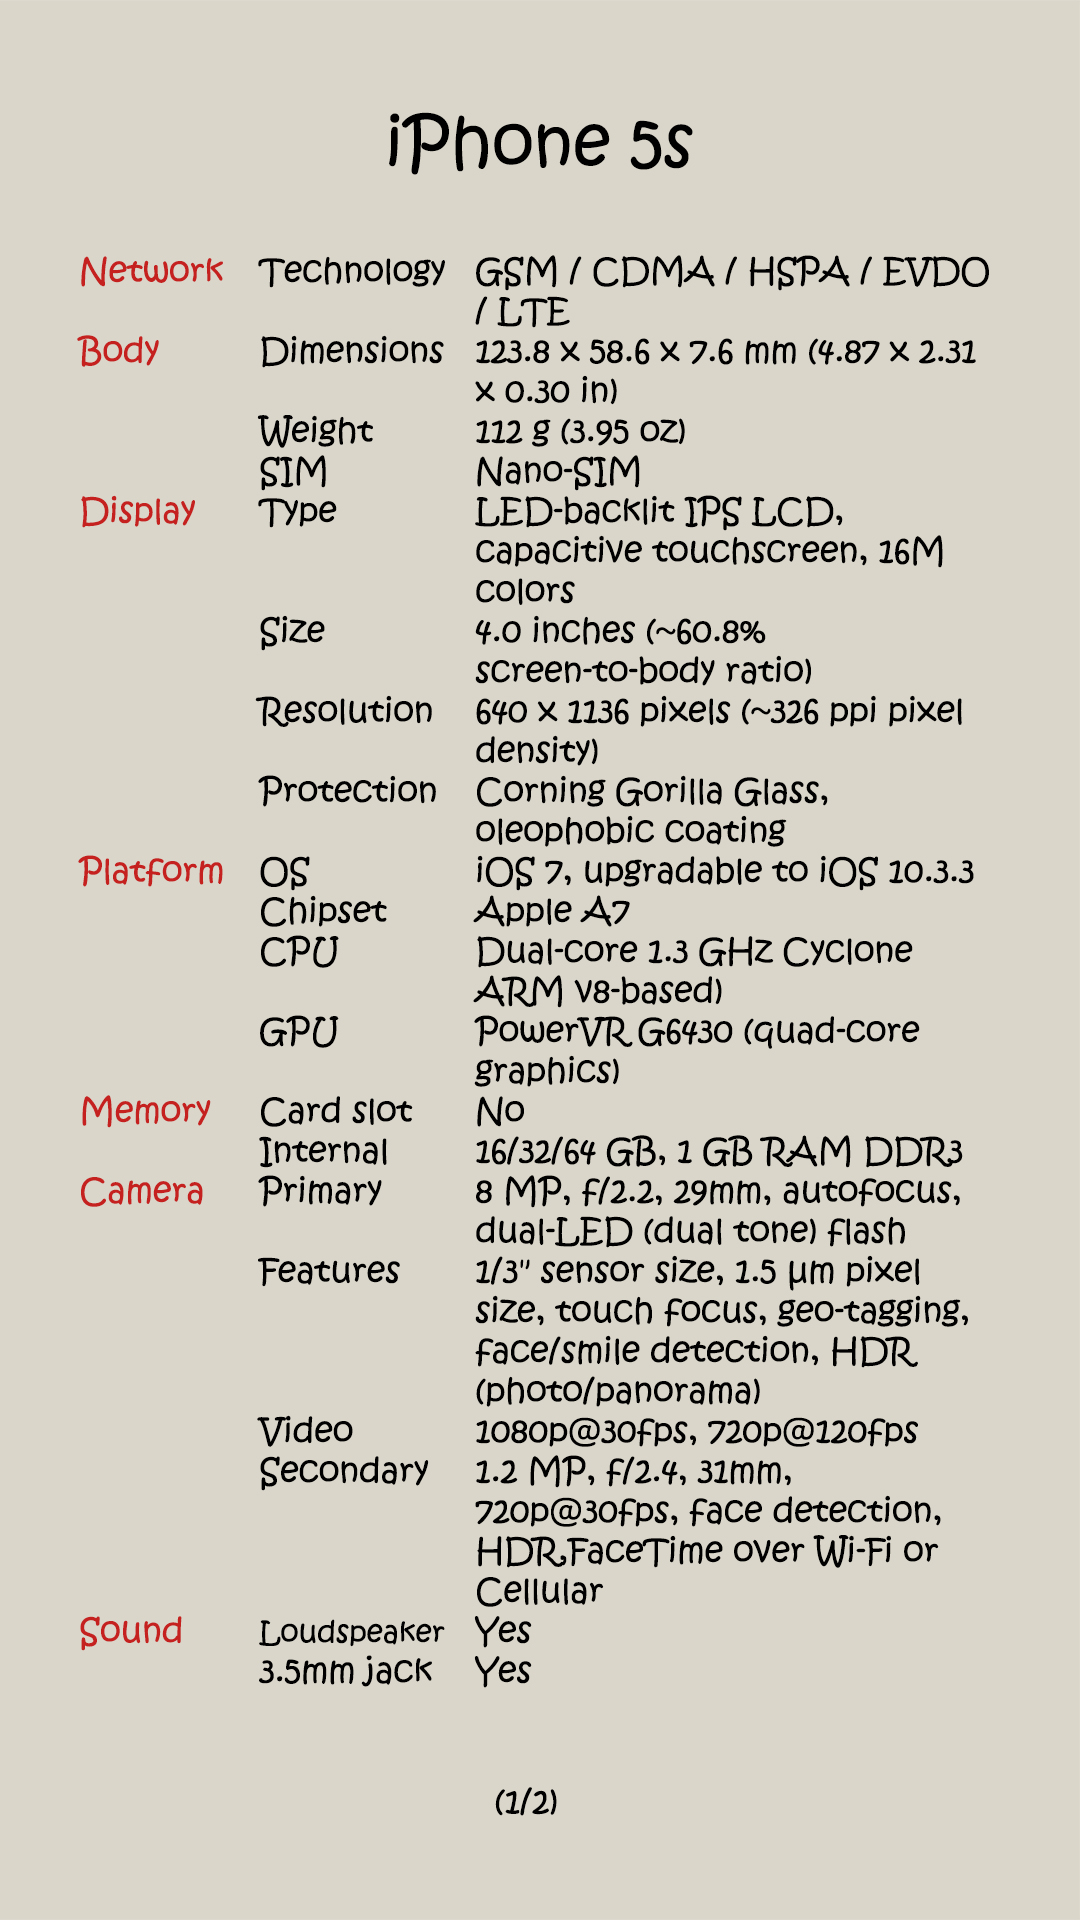 iPhone 5s
Network Technology GSM / CDMA / HSPA / EVDO
/ LTE
Body Dimensions 123.8 x 58.6 x 7.6 mm (4.87 x 2.31
x 0.30 in)
Weight 112 g (3.95 oz)
SIM Nano-SIM
Display Type LED-backlit IPS LCD,
capacitive touchscreen, 16M
colors
Size 4.0 inches (~60.8%
screen-to-body ratio)
Resolution 640 x 1136 pixels (~326 ppi pixel
density)
Protection Corning Gorilla Glass,
oleophobic coating
Platform OS iOS 7, upgradable to iOS 10.3.3
Chipset Apple A7
CPU Dual-core 1.3 GHz Cyclone
ARM v8-based)
GPU PowerVR G6430 (quad-core
graphics)
Memory Card slot No
Internal 16/32/64 GB, 1 GB RAM DDR3
Camera Primary 8 MP, f/2.2, 29mm, autofocus,
dual-LED (dual tone) flash
Features 1/3" sensor size, 1.5 µm pixel
size, touch focus, geo-tagging,
face/smile detection, HDR
(photo/panorama)
Video 1080p@30fps, 720p@120fps
Secondary 1.2 MP, f/2.4, 31mm,
720p@30fps, face detection,
HDR,FaceTime over Wi-Fi or
Cellular
Sound Loudspeaker Yes
3.5mm jack Yes
(1/2)